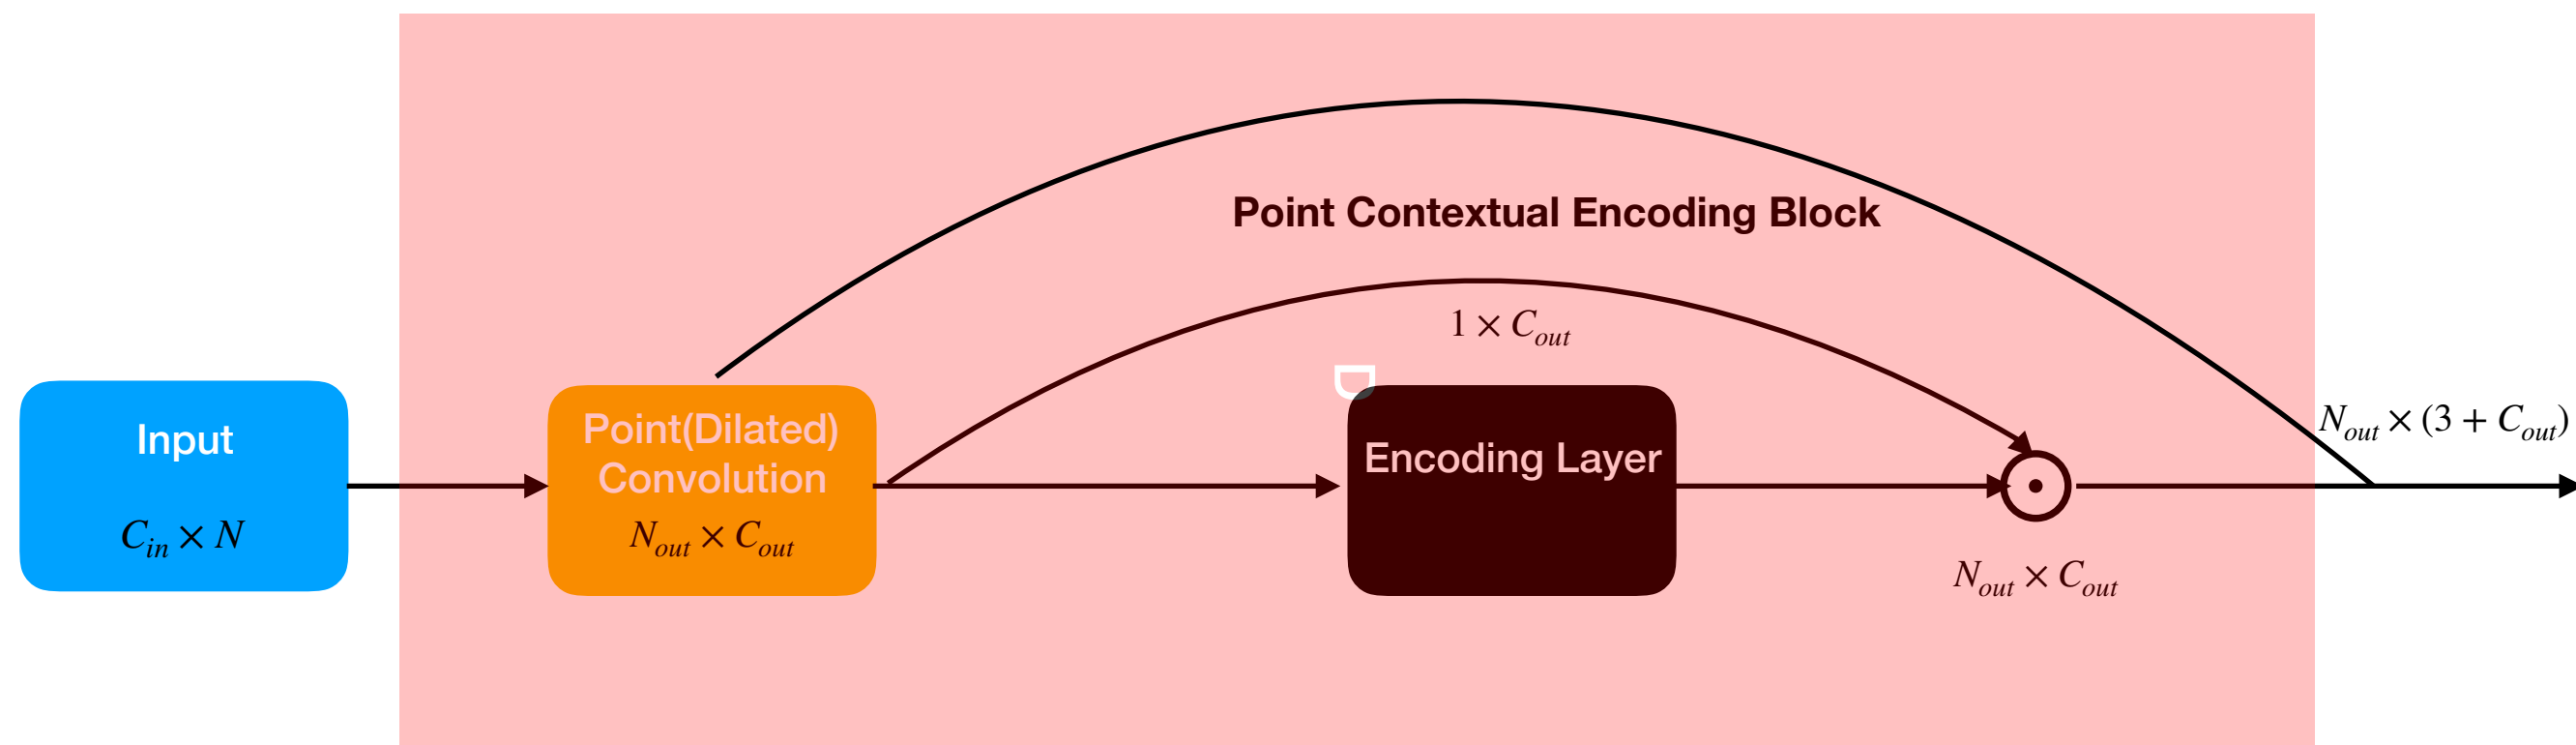 Point Contextual Encoding Block
1 × C_out
Input
C_in × N
Point(Dilated)
Convolution
N_out × C_out
D
Encoding Layer
N_out × C_out
N_out × (3 + C_out)